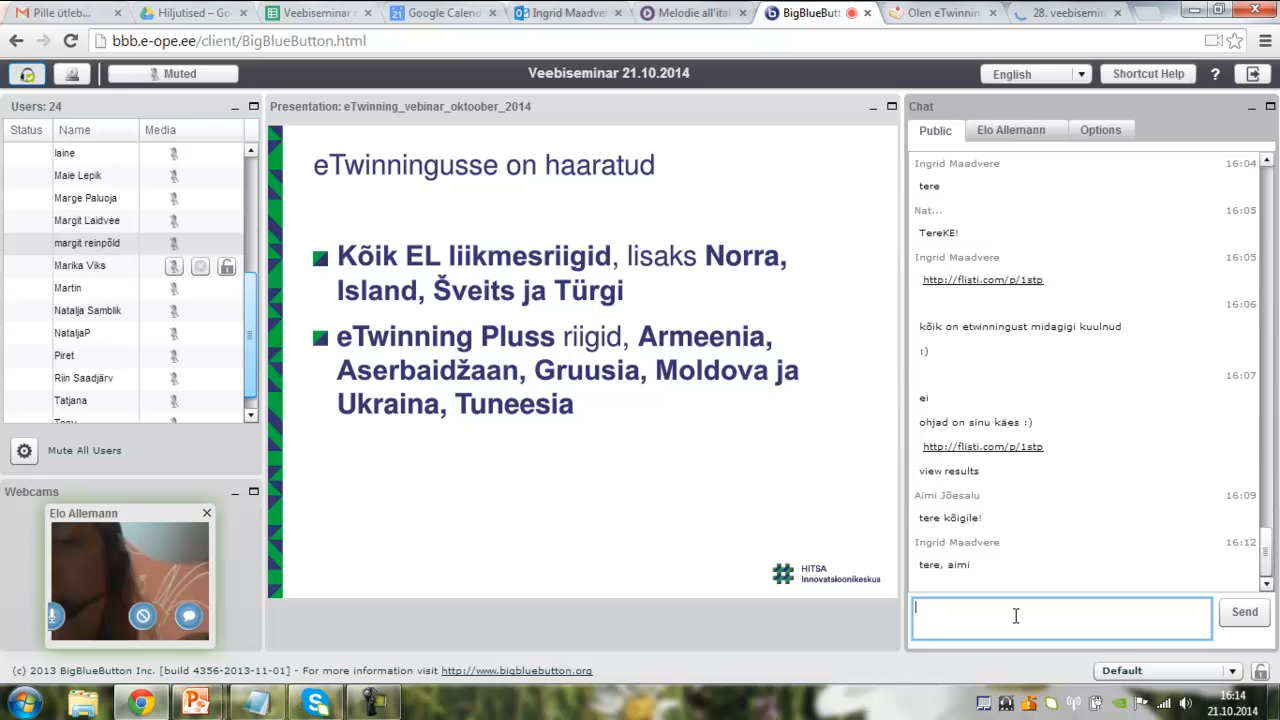 Pille ütleb..
Hiljutised – Go
Veebiseminar
Google Calen
Ingrid Maadve
Melodie all'ital
BigBlueButt
Olen eTwinnin
28. veebisemin
bbb.e-ope.ee/client/BigBlueButton.html
Muted
Veebiseminar 21.10.2014
English
Shortcut Help
?
Users: 24
Status Name Media
laine
Maie Lepik
Marge Paluoja
Margit Laidvee
margit reinpõld
Marika Viks
Martin
Natalja Samblik
NataljaP
Piret
Riin Saadjärv
Tatjana
Mute All Users
Webcams
Elo Allemann
Presentation: eTwinning_vebinar_oktoober_2014
eTwinningusse on haaratud
Kõik EL liikmesriigid, lisaks Norra,
Island, Šveits ja Türgi
eTwinning Pluss riigid, Armeenia,
Aserbaidžaan, Gruusia, Moldova ja
Ukraina, Tuneesia
HITSA
Innovatsioonikeskus
Chat
Public
Elo Allemann
Options
Ingrid Maadvere 16:04
tere
Nat... 16:05
TereKE!
Ingrid Maadvere 16:05
http://flisti.com/p/1stp
16:06
kõik on etwinningust midagigi kuulnud
:)
16:07
ei
ohjad on sinu käes :)
http://flisti.com/p/1stp
view results
Aimi Jõesalu 16:09
tere kõigile!
Ingrid Maadvere 16:12
tere, aimi
Send
(c) 2013 BigBlueButton Inc. [build 4356-2013-11-01] - For more information visit http://www.bigbluebutton.org
Default
16:14
21.10.2014